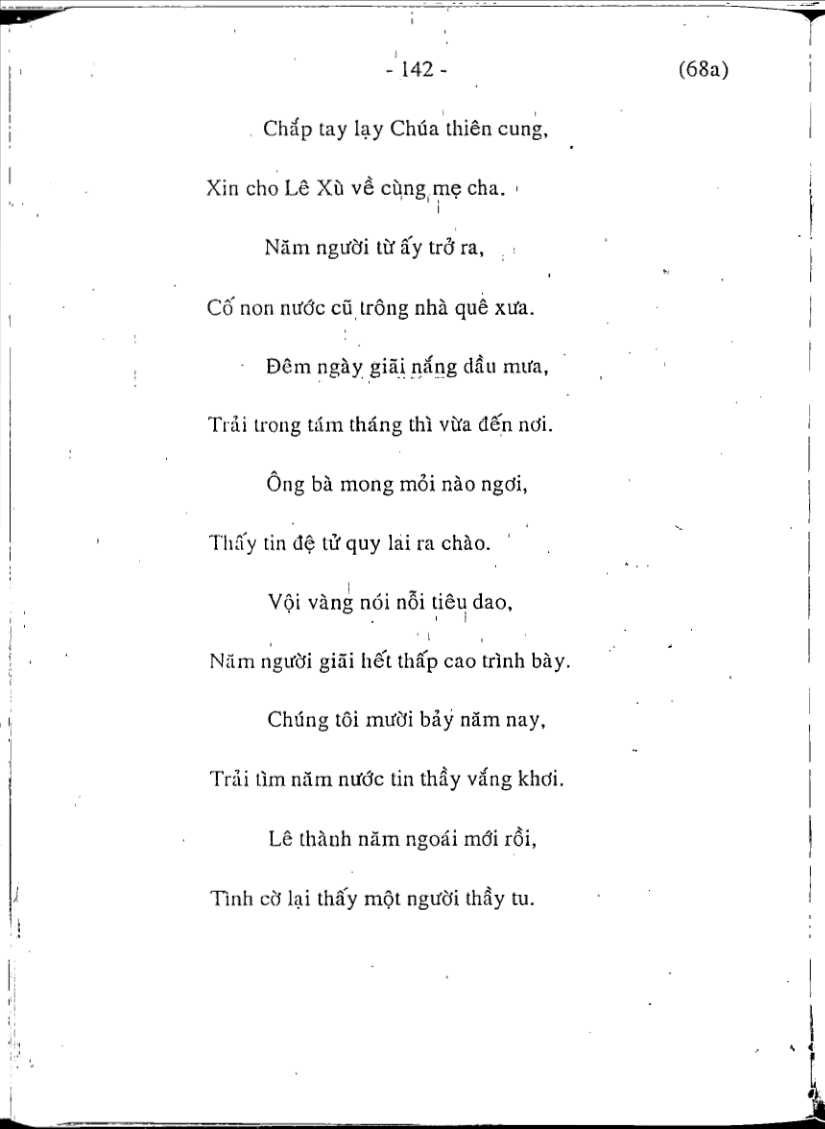 - 142 - (68a)
Chắp tay lạy Chúa thiên cung,
Xin cho Lê Xù về cùng mẹ cha.
Năm người từ ấy trở ra,
Cố non nước cũ trông nhà quê xưa.
Đêm ngày giãi nắng dầu mưa,
Trải trong tám tháng thì vừa đến nơi.
Ông bà mong mỏi nào ngơi,
Thấy tin đệ tử quy lai ra chào.
Vội vàng nói nỗi tiêu dao,
Năm người giãi hết thấp cao trình bày.
Chúng tôi mười bảy năm nay,
Trải tìm năm nước tin thầy vắng khơi.
Lê thành năm ngoái mới rồi,
Tình cờ lại thấy một người thầy tu.